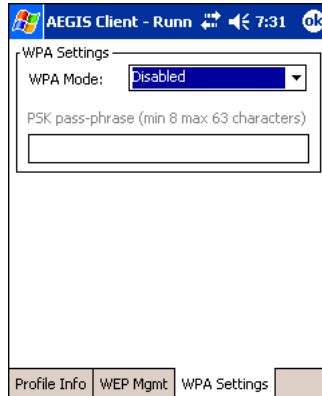 AEGIS Client - Runn 7:31 ok
WPA Settings
WPA Mode: Disabled
PSK pass-phrase (min 8 max 63 characters)
Profile Info WEP Mgmt WPA Settings